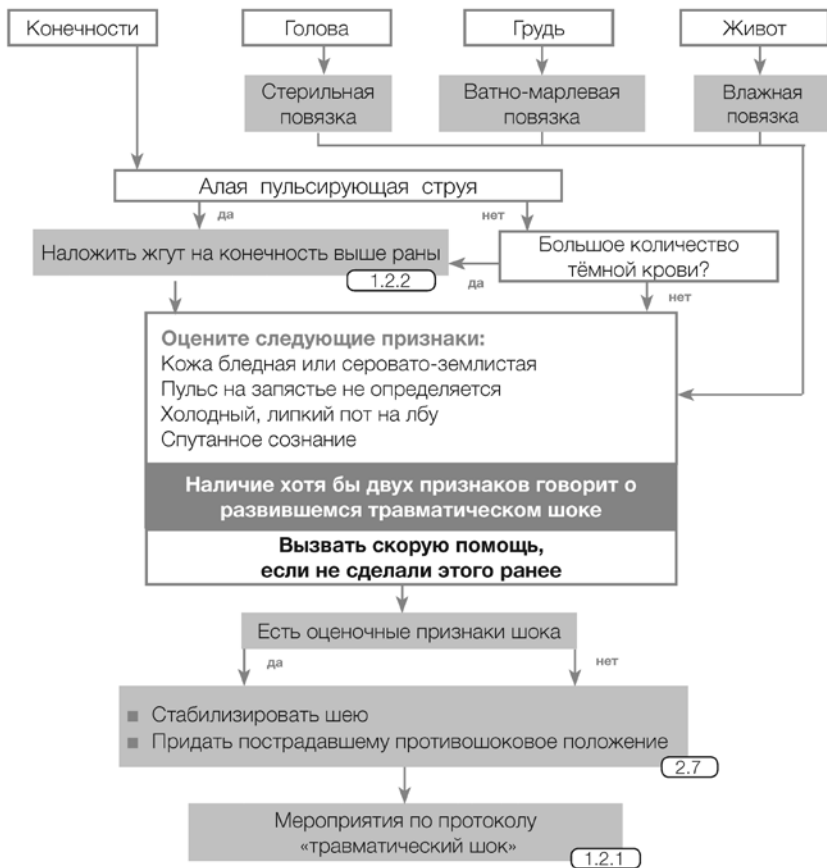 Конечности
Голова
Грудь
Живот
Стерильная
повязка
Ватно-марлевая
повязка
Влажная
повязка
Алая пульсирующая струя
да
нет
Наложить жгут на конечность выше раны
1.2.2
Большое количество
тёмной крови?
да
нет
Оцените следующие признаки:
Кожа бледная или серовато-землистая
Пульс на запястье не определяется
Холодный, липкий пот на лбу
Спутанное сознание
Наличие хотя бы двух признаков говорит о
развившемся травматическом шоке
Вызвать скорую помощь,
если не сделали этого ранее
Есть оценочные признаки шока
да
нет
■ Стабилизировать шею
■ Придать пострадавшему противошоковое положение
2.7
Мероприятия по протоколу
«травматический шок»
1.2.1